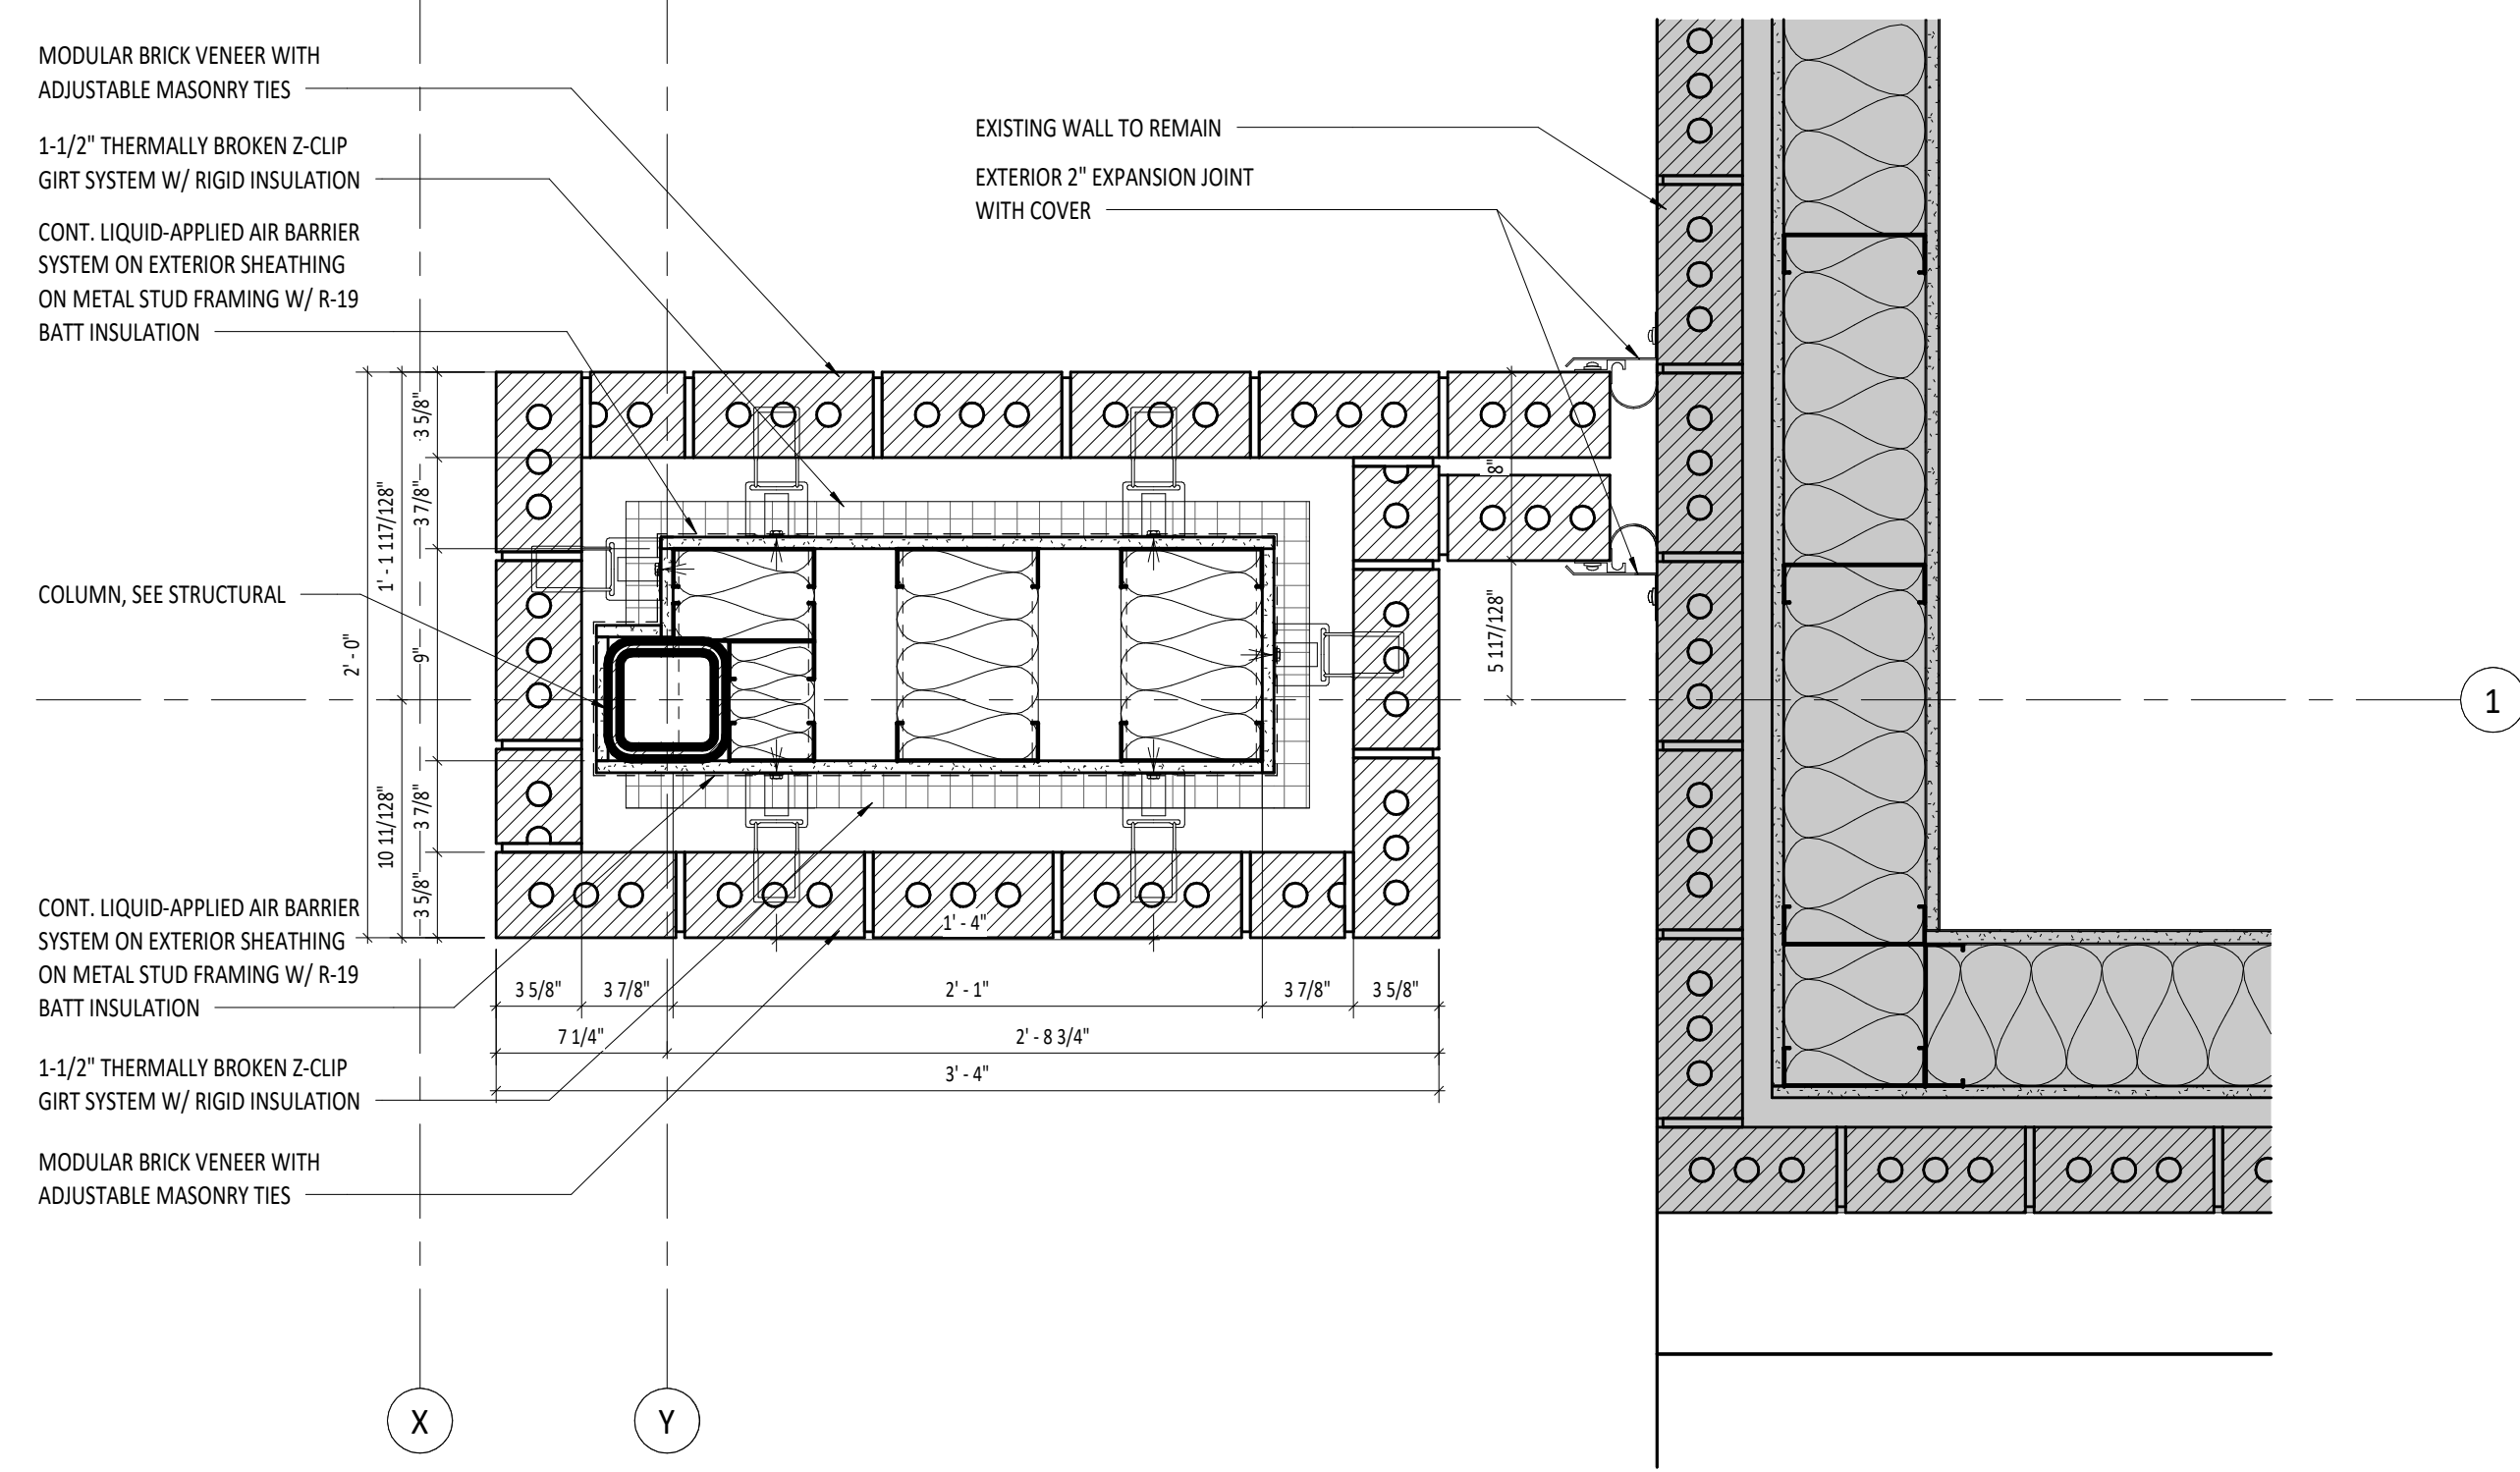 MODULAR BRICK VENEER WITH
ADJUSTABLE MASONRY TIES
1-1/2" THERMALLY BROKEN Z-CLIP
GIRT SYSTEM W/ RIGID INSULATION
CONT. LIQUID-APPLIED AIR BARRIER
SYSTEM ON EXTERIOR SHEATHING
ON METAL STUD FRAMING W/ R-19
BATT INSULATION
EXISTING WALL TO REMAIN
EXTERIOR 2" EXPANSION JOINT
WITH COVER
COLUMN, SEE STRUCTURAL
2' - 0"
1' - 1 117/128"
10 11/128"
3 5/8"
3 7/8"
9"
3 7/8"
3 5/8"
8"
5 117/128"
1
CONT. LIQUID-APPLIED AIR BARRIER
SYSTEM ON EXTERIOR SHEATHING
ON METAL STUD FRAMING W/ R-19
BATT INSULATION
1-1/2" THERMALLY BROKEN Z-CLIP
GIRT SYSTEM W/ RIGID INSULATION
MODULAR BRICK VENEER WITH
ADJUSTABLE MASONRY TIES
1' - 4"
3 5/8"
3 7/8"
2' - 1"
3 7/8"
3 5/8"
7 1/4"
2' - 8 3/4"
3' - 4"
X
Y